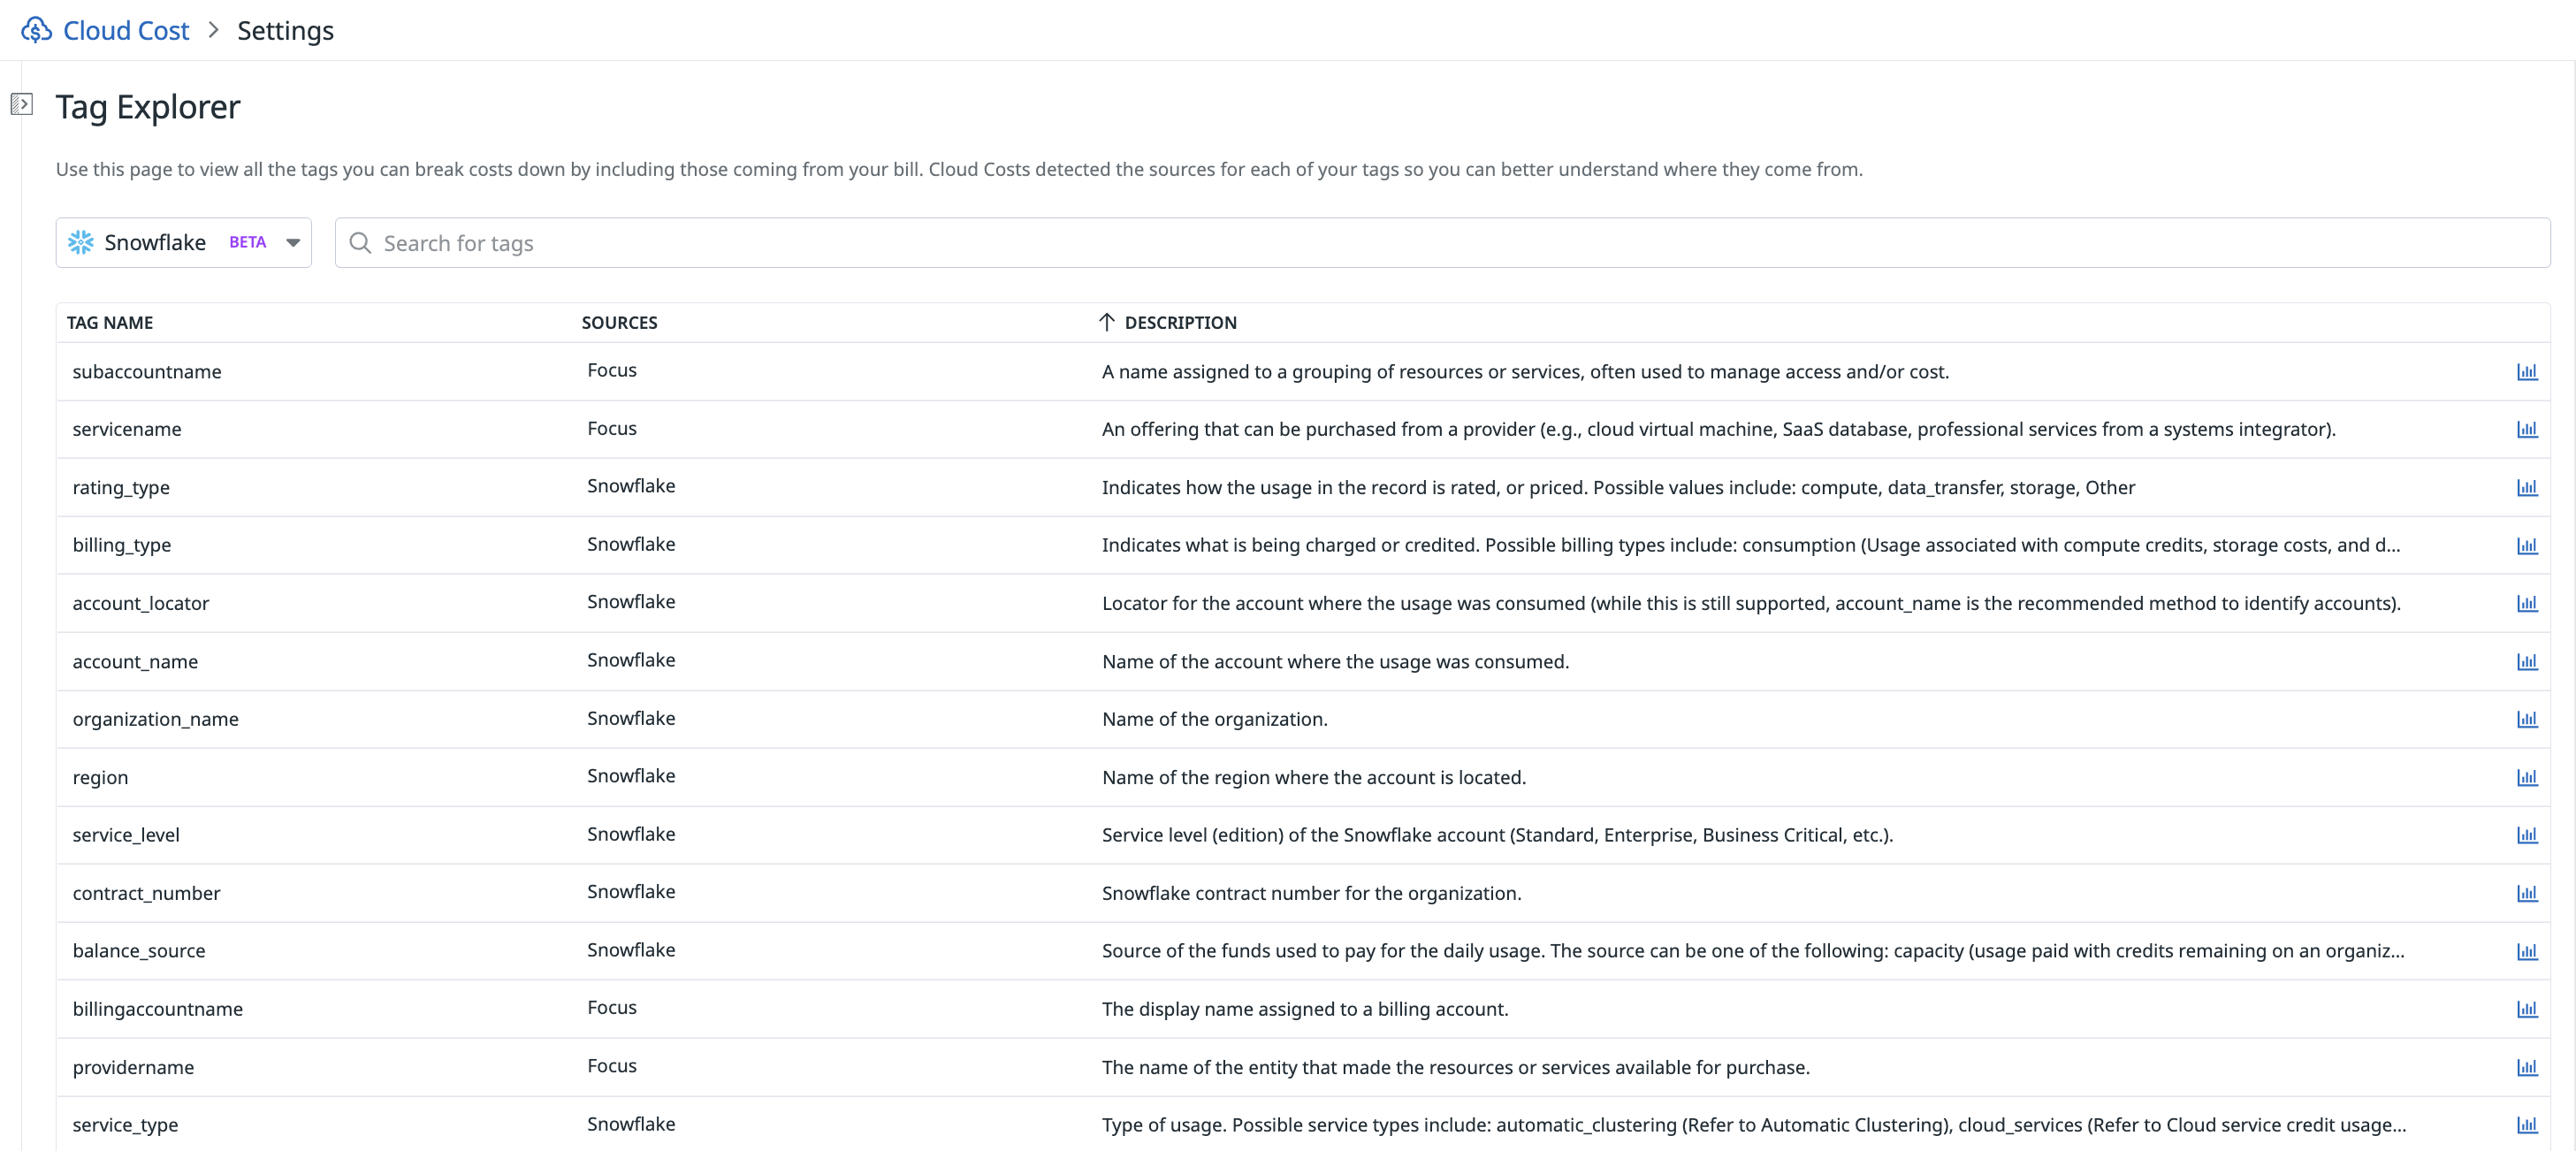 Cloud Cost > Settings
Tag Explorer
Use this page to view all the tags you can break costs down by including those coming from your bill. Cloud Costs detected the sources for each of your tags so you can better understand where they come from.
Snowflake BETA Search for tags
TAG NAME SOURCES DESCRIPTION
subaccountname Focus A name assigned to a grouping of resources or services, often used to manage access and/or cost.
servicename Focus An offering that can be purchased from a provider (e.g., cloud virtual machine, SaaS database, professional services from a systems integrator).
rating_type Snowflake Indicates how the usage in the record is rated, or priced. Possible values include: compute, data_transfer, storage, Other
billing_type Snowflake Indicates what is being charged or credited. Possible billing types include: consumption (Usage associated with compute credits, storage costs, and d...
account_locator Snowflake Locator for the account where the usage was consumed (while this is still supported, account_name is the recommended method to identify accounts).
account_name Snowflake Name of the account where the usage was consumed.
organization_name Snowflake Name of the organization.
region Snowflake Name of the region where the account is located.
service_level Snowflake Service level (edition) of the Snowflake account (Standard, Enterprise, Business Critical, etc.).
contract_number Snowflake Snowflake contract number for the organization.
balance_source Snowflake Source of the funds used to pay for the daily usage. The source can be one of the following: capacity (usage paid with credits remaining on an organiz...
billingaccountname Focus The display name assigned to a billing account.
providername Focus The name of the entity that made the resources or services available for purchase.
service_type Snowflake Type of usage. Possible service types include: automatic_clustering (Refer to Automatic Clustering), cloud_services (Refer to Cloud service credit usage...